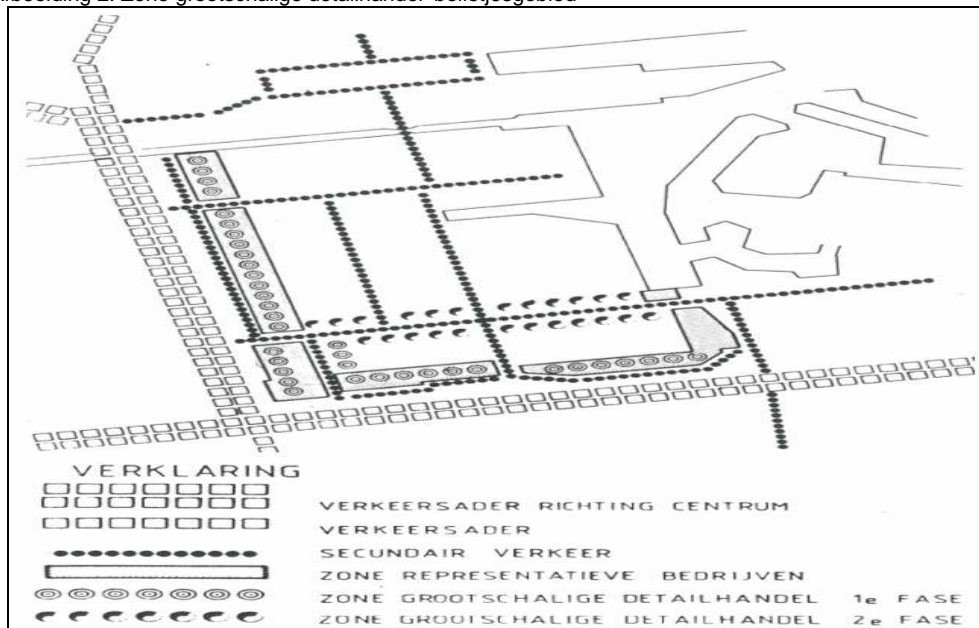 VERKLARING
VERKEERSADER RICHTING CENTRUM
VERKEERSADER
SECUNDAIR VERKEER
ZONE REPRESENTATIEVE BEDRIJVEN
ZONE GROOTSCHALIGE DETAILHANDEL 1e FASE
ZONE GROOTSCHALIGE DETAILHANDEL 2e FASE